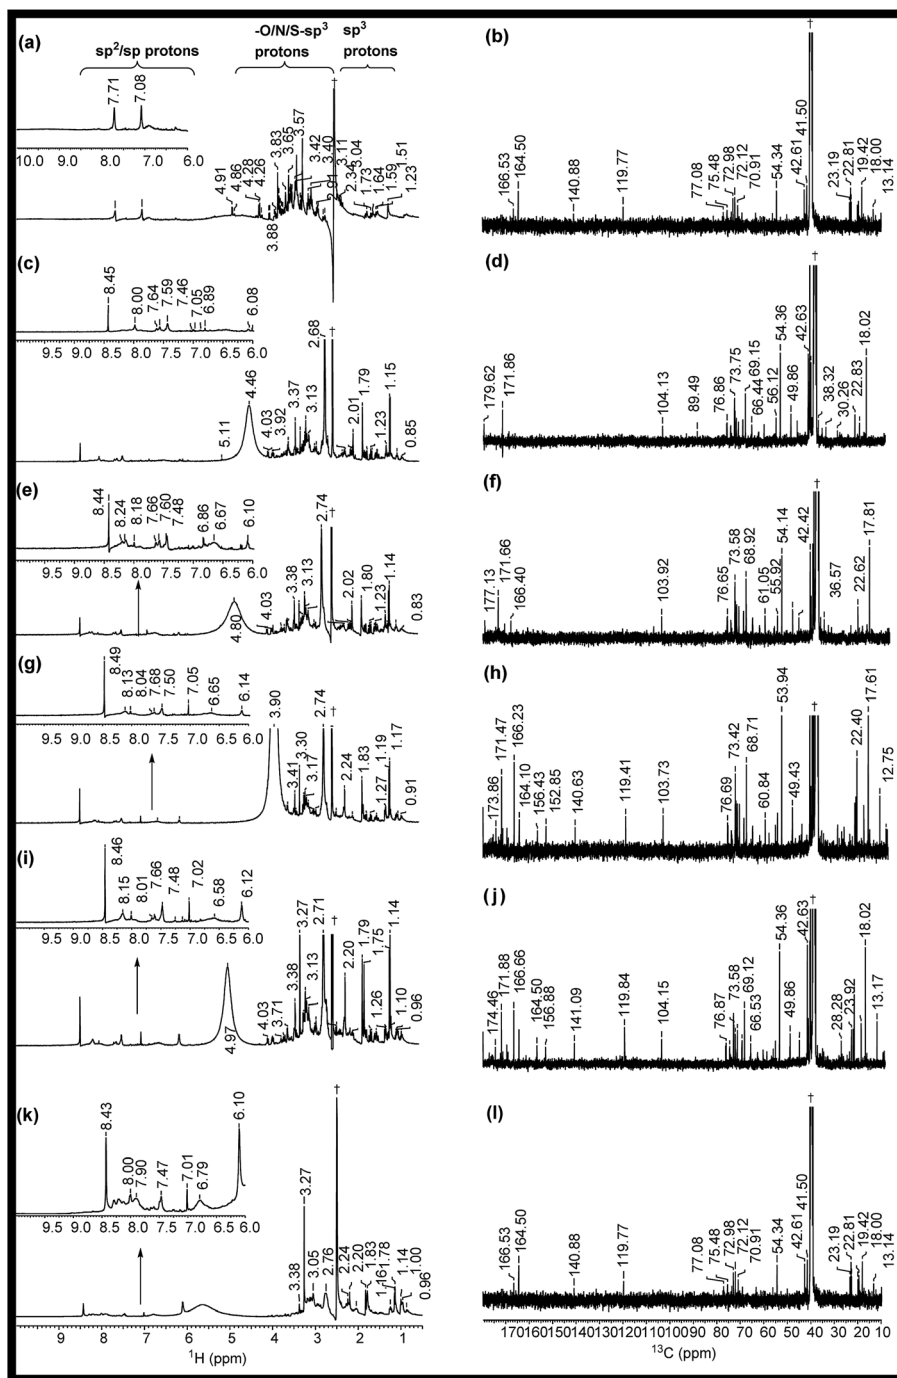 (a)
sp²/sp protons
-O/N/S-sp³ protons
sp³ protons
7.71 7.08
10.0 9.0 8.0 7.0 6.0
4.91 4.86 4.28 4.26 3.88 3.83 3.65 3.57 3.42 3.40 3.11 3.04 2.91 2.34 1.73 1.64 1.59 1.51 1.23
†
(b)
166.53 164.50 140.88 119.77 77.08 75.48 72.98 72.12 70.91 54.34 42.61 41.50 † 23.19 22.81 19.42 18.00 13.14
(c)
8.45 8.00 7.64 7.59 7.46 7.05 6.89 6.08
9.5 9.0 8.5 8.0 7.5 7.0 6.5 6.0
5.11 4.46 4.03 3.92 3.37 3.13 2.68 † 2.01 1.79 1.23 1.15 0.85
(d)
179.62 171.86 104.13 89.49 76.86 73.75 69.15 66.44 56.12 54.36 49.86 42.63 † 38.32 30.26 22.83 18.02
(e)
8.44 8.24 8.18 7.66 7.60 7.48 6.86 6.67 6.10
9.5 9.0 8.5 8.0 7.5 7.0 6.5 6.0
4.80 4.03 3.38 3.13 2.74 † 2.02 1.80 1.23 1.14 0.83
(f)
177.13 171.66 166.40 103.92 76.65 73.58 68.92 61.05 55.92 54.14 42.42 † 36.57 22.62 17.81
(g)
8.49 8.13 8.04 7.68 7.50 7.05 6.65 6.14
9.5 9.0 8.5 8.0 7.5 7.0 6.5 6.0
3.90 3.41 3.30 3.17 2.74 † 2.24 1.83 1.27 1.19 1.17 0.91
(h)
173.86 171.47 166.23 164.10 156.43 152.85 140.63 119.41 103.73 76.69 73.42 68.71 60.84 53.94 49.43 † 22.40 17.61 12.75
(i)
8.46 8.15 8.01 7.66 7.48 7.02 6.58 6.12
9.5 9.0 8.5 8.0 7.5 7.0 6.5 6.0
4.97 4.03 3.71 3.38 3.27 3.13 2.71 † 2.20 1.79 1.75 1.26 1.14 1.10 0.96
(j)
174.46 171.88 166.66 164.50 156.88 141.09 119.84 104.15 76.87 73.58 69.12 66.53 54.36 49.86 42.63 † 28.28 23.92 18.02 13.17
(k)
8.43 8.00 7.90 7.47 7.01 6.79 6.10
9.5 9.0 8.5 8.0 7.5 7.0 6.5 6.0
3.38 3.27 3.05 2.76 † 2.24 2.20 1.83 1.78 1.16 1.14 1.00 0.96
9 8 7 6 5 4 3 2 1
¹H (ppm)
(l)
166.53 164.50 140.88 119.77 77.08 75.48 72.98 72.12 70.91 54.34 42.61 41.50 † 23.19 22.81 19.42 18.00 13.14
170 160 150 140 130 120 110 100 90 80 70 60 50 40 30 20 10
¹³C (ppm)